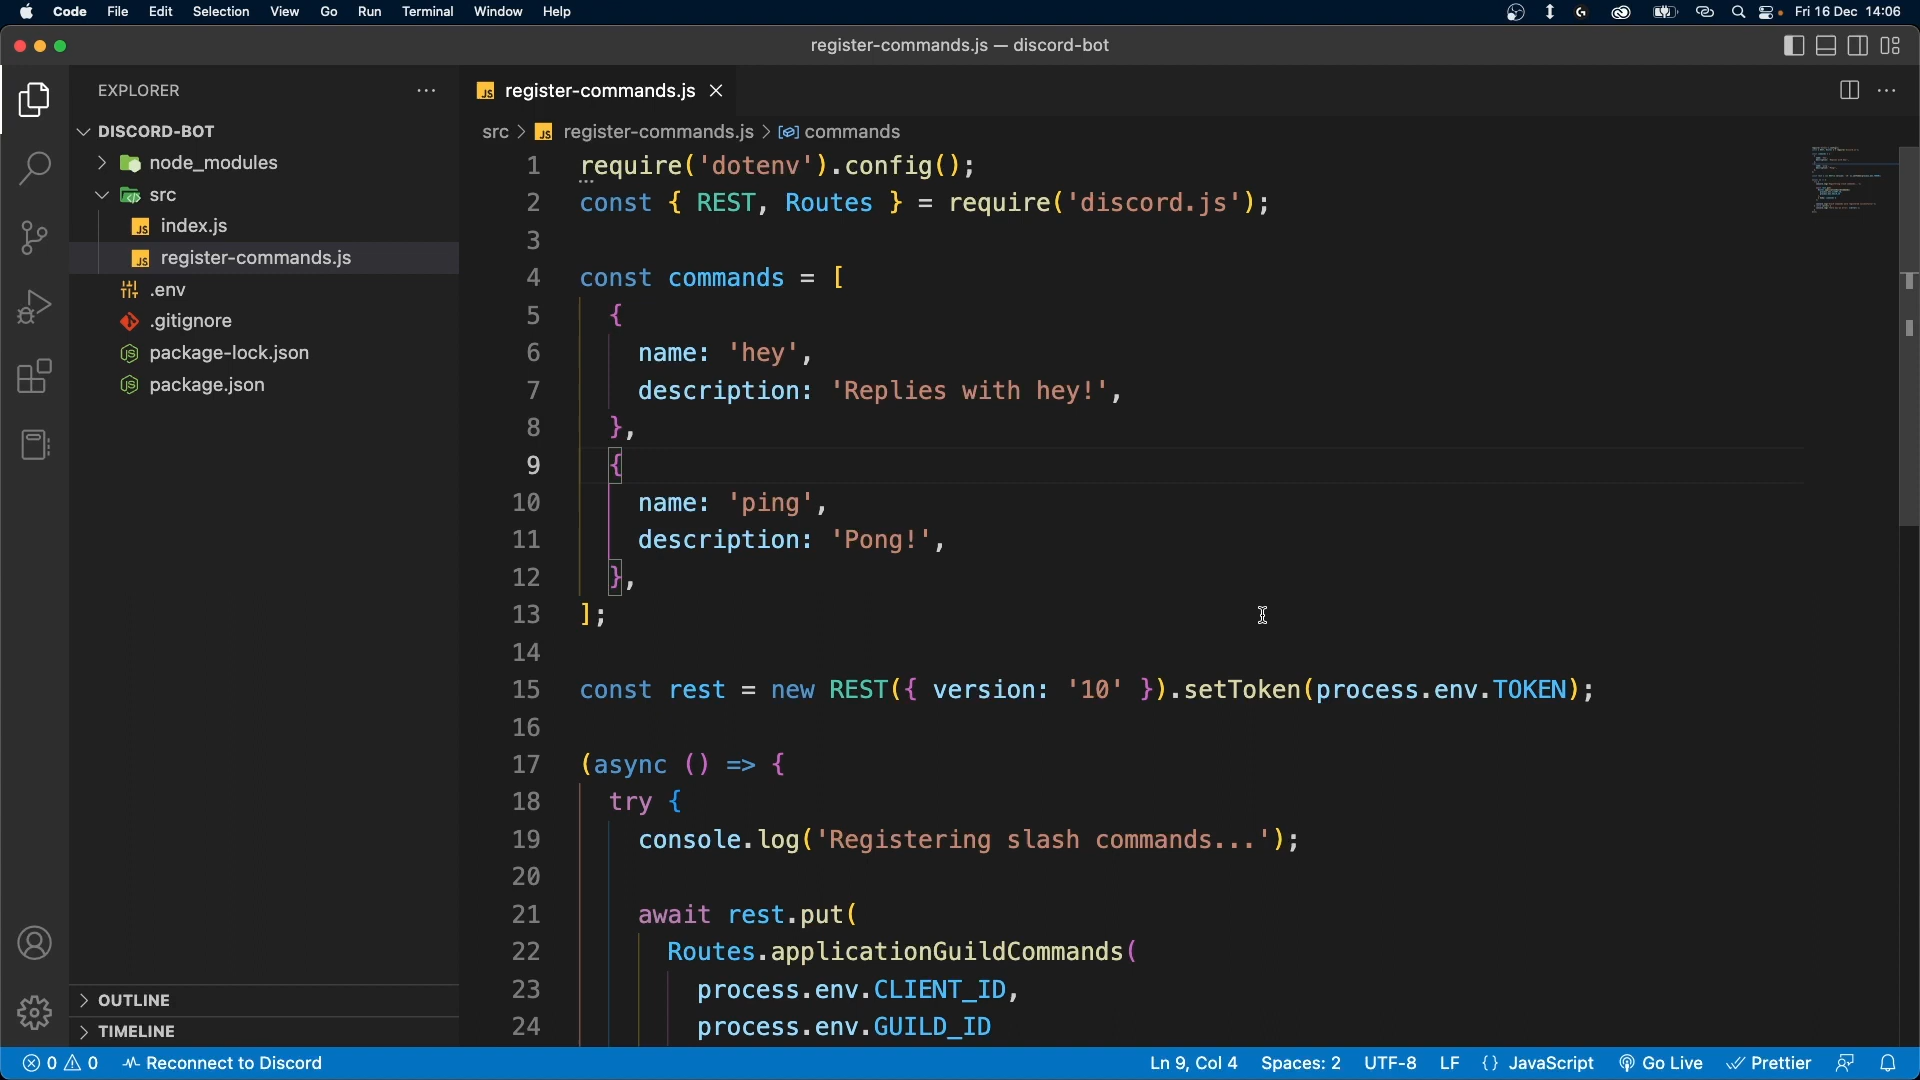 Code File Edit Selection View Go Run Terminal Window Help Fri 16 Dec 14:06
register-commands.js — discord-bot
EXPLORER
DISCORD-BOT
node_modules
src
index.js
register-commands.js
.env
.gitignore
package-lock.json
package.json
OUTLINE
TIMELINE
register-commands.js
src > register-commands.js > commands
1 require('dotenv').config();
2 const { REST, Routes } = require('discord.js');
3
4 const commands = [
5 {
6 name: 'hey',
7 description: 'Replies with hey!',
8 },
9 {
10 name: 'ping',
11 description: 'Pong!',
12 },
13 ];
14
15 const rest = new REST({ version: '10' }).setToken(process.env.TOKEN);
16
17 (async () => {
18 try {
19 console.log('Registering slash commands...');
20
21 await rest.put(
22 Routes.applicationGuildCommands(
23 process.env.CLIENT_ID,
24 process.env.GUILD_ID
0 0 Reconnect to Discord Ln 9, Col 4 Spaces: 2 UTF-8 LF {} JavaScript Go Live Prettier